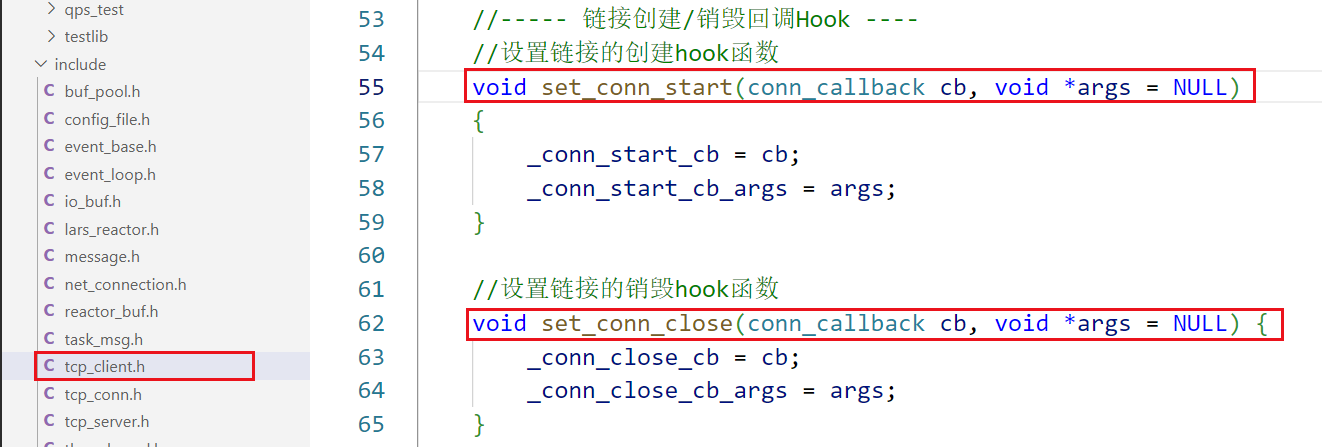 qps_test
testlib
include
C buf_pool.h
C config_file.h
C event_base.h
C event_loop.h
C io_buf.h
C lars_reactor.h
C message.h
C net_connection.h
C reactor_buf.h
C task_msg.h
C tcp_client.h
C tcp_conn.h
C tcp_server.h
53 //----- 链接创建/销毁回调Hook ----
54 //设置链接的创建hook函数
55 void set_conn_start(conn_callback cb, void *args = NULL)
56 {
57 _conn_start_cb = cb;
58 _conn_start_cb_args = args;
59 }
60
61 //设置链接的销毁hook函数
62 void set_conn_close(conn_callback cb, void *args = NULL) {
63 _conn_close_cb = cb;
64 _conn_close_cb_args = args;
65 }